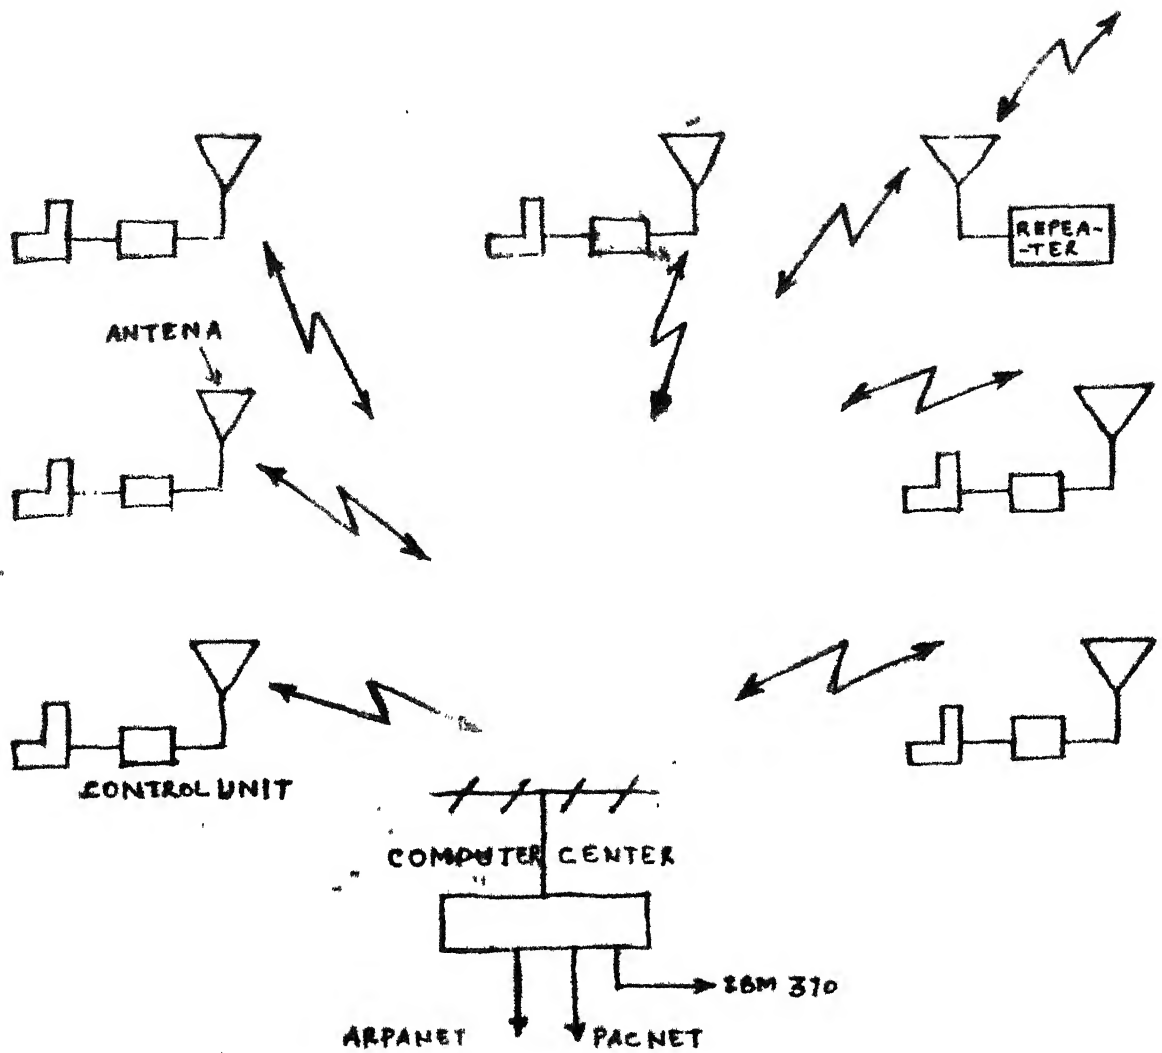 REPEA-
-TER
ANTENA
CONTROL UNIT
COMPUTER CENTER
IBM 370
ARPANET PACNET